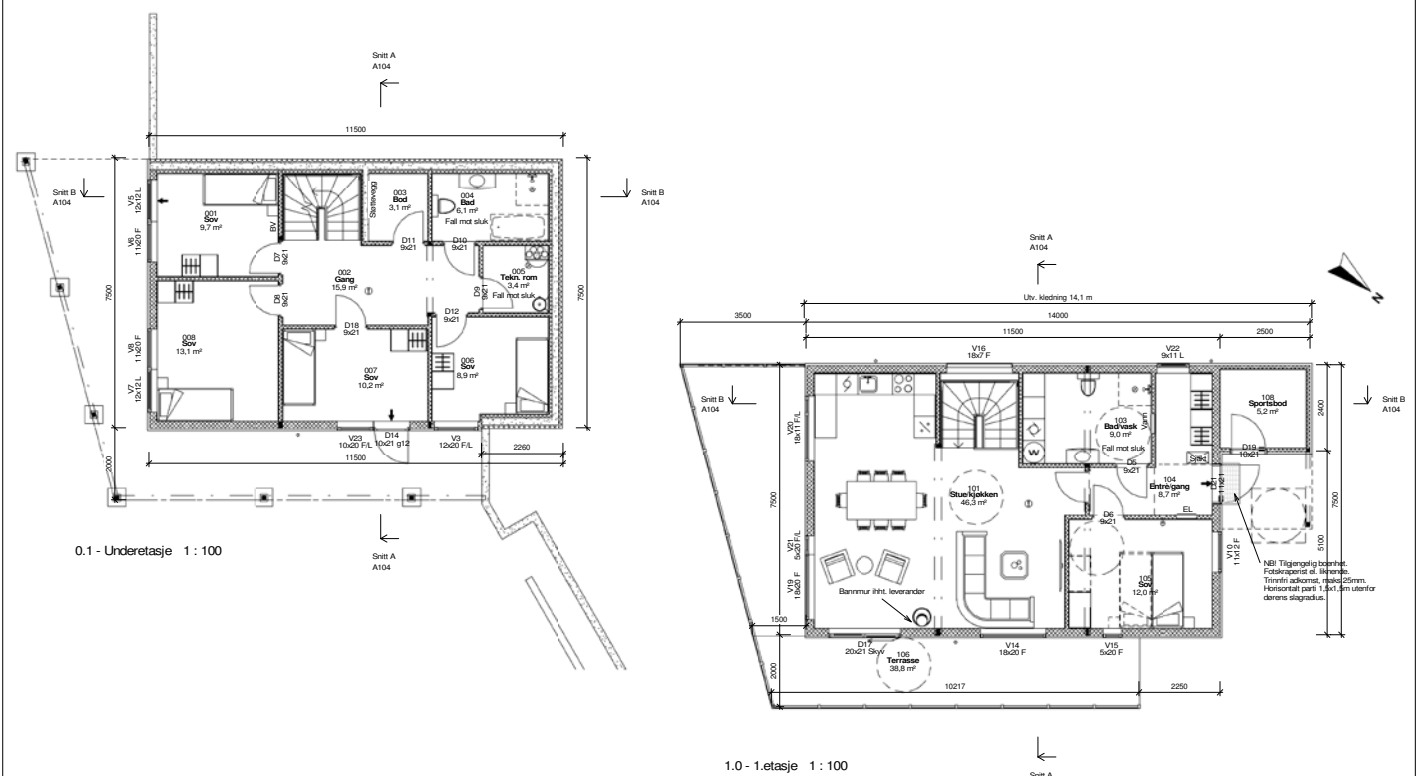 Snitt A
A104
11500
Snitt B
A104
Snitt B
A104
V5
12x12 L
V6
11x20 F
V8
11x20 F
V7
12x12 L
7500
2000
7500
001
Sov
9,7 m²
BV
D7
9x21
D8
9x21
Støttevegg
003
Bod
3,1 m²
004
Bad
6,1 m²
Fall mot sluk
D11
9x21
D10
9x21
002
Gang
15,9 m²
D9
9x21
005
Tekn. rom
3,4 m²
Fall mot sluk
D12
9x21
D18
9x21
008
Sov
13,1 m²
007
Sov
10,2 m²
006
Sov
8,9 m²
V23
10x20 F/L
D14
10x21 g12
V3
12x20 F/L
2260
11500
Snitt A
A104
0.1 - Underetasje 1 : 100
Snitt A
A104
N
Utv. kledning 14,1 m
3500
14000
11500
2500
V16
18x7 F
V22
9x11 L
Snitt B
A104
Snitt B
A104
V20
18x11 F/L
V21
5x20 F/L
V19
18x20 F
7500
2400
5100
7500
103
Bad/vask
9,0 m²
Fall mot sluk
Vann
W
108
Sportsbod
5,2 m²
D19
10x21
D5
9x21
Sjakt
104
Entre/gang
8,7 m²
D21
11x21
EL
101
Stue/kjøkken
46,3 m²
D6
9x21
V10
11x12 F
105
Sov
12,0 m²
NB! Tilgjengelig boenhet.
Fotskraperist el. liknende.
Trinnfri adkomst, maks 25mm.
Horisontalt parti 1,5x1,5m utenfor
dørens slagradius.
Bannmur ihht. leverandør
1500
2000
D17
20x21 Skyv
106
Terrasse
38,8 m²
V14
18x20 F
V15
5x20 F
10217
2250
1.0 - 1.etasje 1 : 100
Snitt A